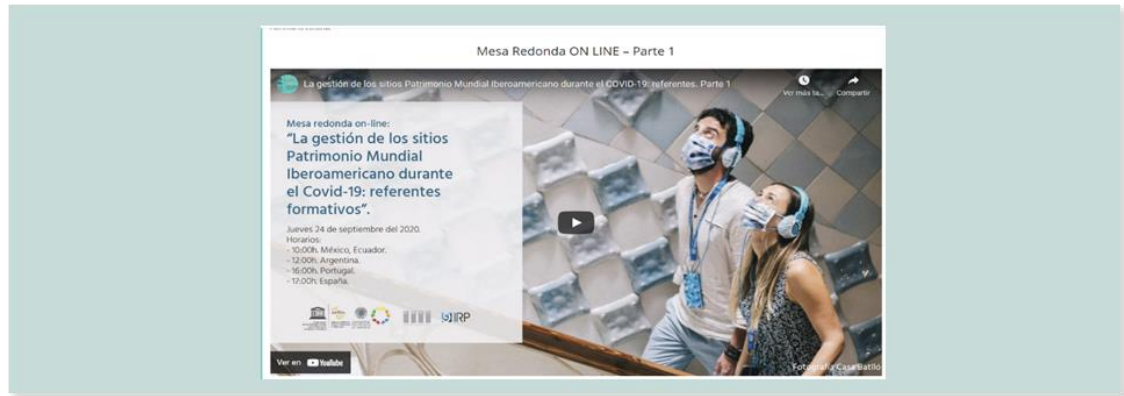 Mesa Redonda ON LINE – Parte 1
La gestión de los sitios Patrimonio Mundial Iberoamericano durante el COVID-19: referentes. Parte 1
Ver más ta...
Compartir
Mesa redonda on-line:
“La gestión de los sitios
Patrimonio Mundial
Iberoamericano durante
el Covid-19: referentes
formativos”.
Jueves 24 de septiembre del 2020.
Horarios:
- 10:00h. México, Ecuador.
- 12:00h. Argentina.
- 16:00h. Portugal.
- 17:00h. España.
IRP
Ver en YouTube
Fotografía Casa Batlló